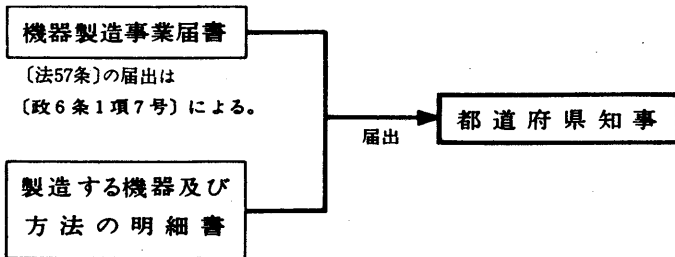 機器製造事業届書
〔法57条〕の届出は
〔政6条1項7号〕による。
届出
都道府県知事
製造する機器及び
方法の明細書